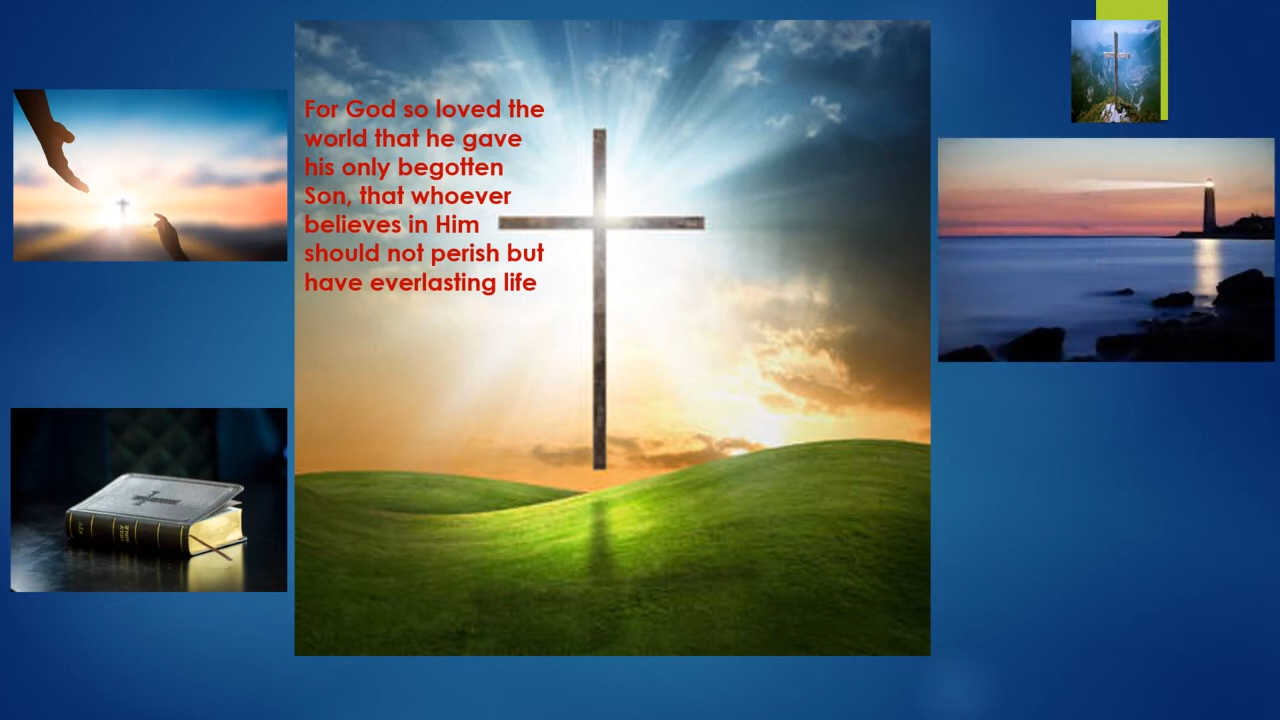 For God so loved the
world that he gave
his only begotten
Son, that whoever
believes in Him
should not perish but
have everlasting life